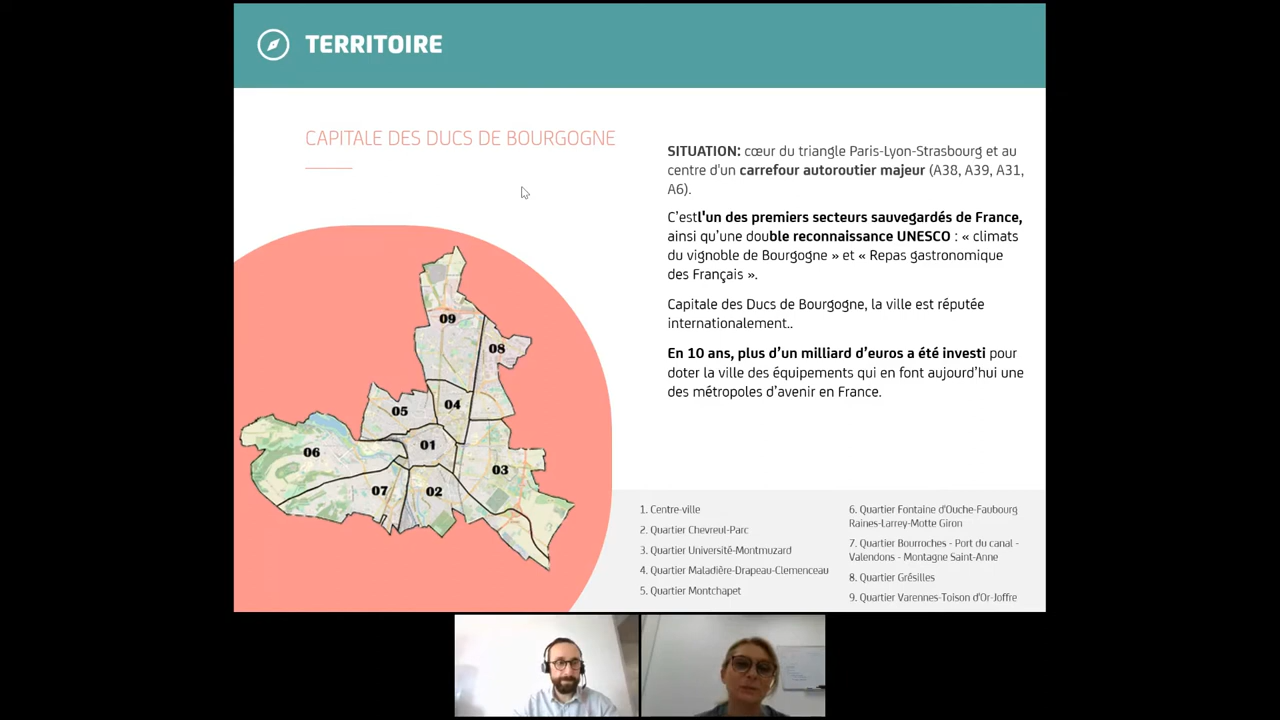 TERRITOIRE
CAPITALE DES DUCS DE BOURGOGNE
SITUATION: cœur du triangle Paris-Lyon-Strasbourg et au
centre d'un carrefour autoroutier majeur (A38, A39, A31,
A6).
C'estl'un des premiers secteurs sauvegardés de France,
ainsi qu'une double reconnaissance UNESCO : « climats
du vignoble de Bourgogne » et « Repas gastronomique
des Français ».
Capitale des Ducs de Bourgogne, la ville est réputée
internationalement..
En 10 ans, plus d'un milliard d'euros a été investi pour
doter la ville des équipements qui en font aujourd'hui une
des métropoles d'avenir en France.
09
08
05
04
01
06
03
07
02
1. Centre-ville
2. Quartier Chevreul-Parc
3. Quartier Université-Montmuzard
4. Quartier Maladière-Drapeau-Clemenceau
5. Quartier Montchapet
6. Quartier Fontaine d'Ouche-Faubourg
Raines-Larrey-Motte Giron
7. Quartier Bourroches - Port du canal -
Valendons - Montagne Saint-Anne
8. Quartier Grésilles
9. Quartier Varennes-Toison d'Or-Joffre